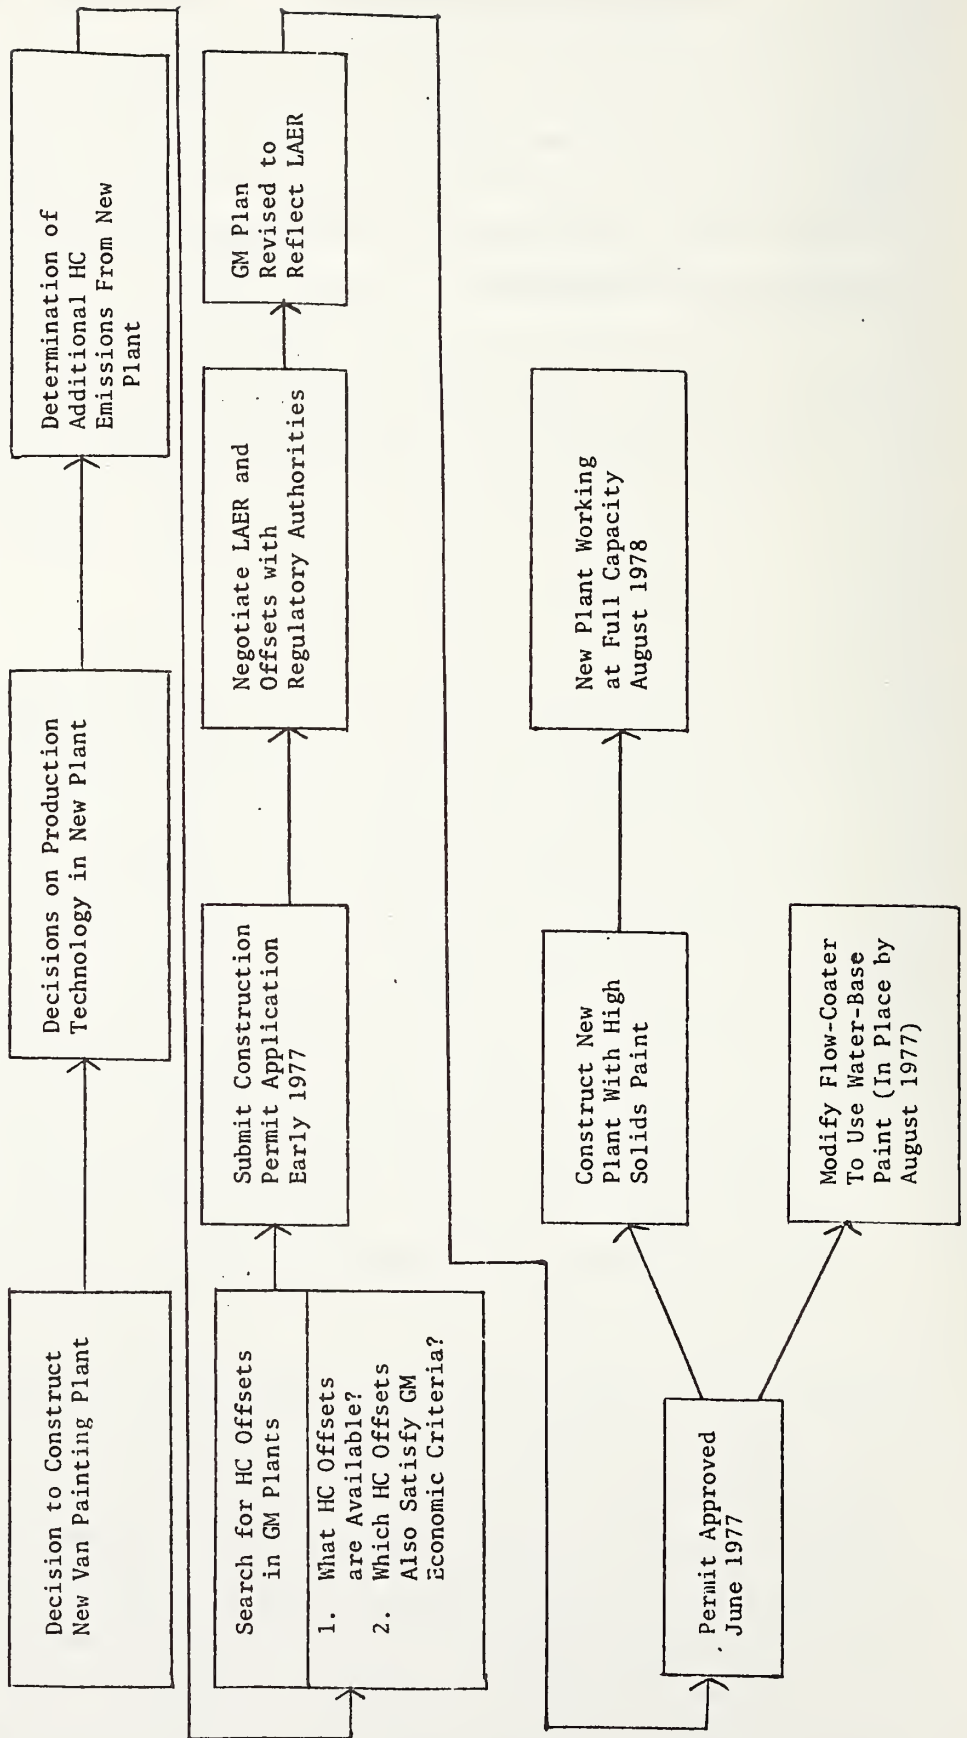 Decision to Construct
New Van Painting Plant
Decisions on Production
Technology in New Plant
Determination of
Additional HC
Emissions From New
Plant
Search for HC Offsets
in GM Plants
1. What HC Offsets
are Available?
2. Which HC Offsets
Also Satisfy GM
Economic Criteria?
Submit Construction
Permit Application
Early 1977
Negotiate LAER and
Offsets with
Regulatory Authorities
GM Plan
Revised to
Reflect LAER
Permit Approved
June 1977
Construct New
Plant With High
Solids Paint
New Plant Working
at Full Capacity
August 1978
Modify Flow-Coater
To Use Water-Base
Paint (In Place by
August 1977)